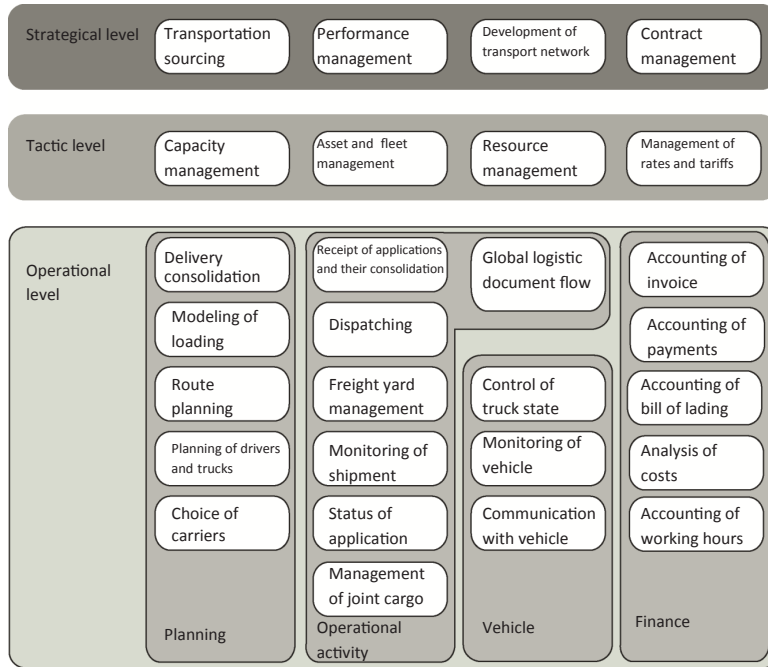 Strategical level
Transportation
sourcing
Performance
management
Development of
transport network
Contract
management
Tactic level
Capacity
management
Asset and fleet
management
Resource
management
Management of
rates and tariffs
Operational
level
Delivery
consolidation
Modeling of
loading
Route
planning
Planning of drivers
and trucks
Choice of
carriers
Planning
Receipt of applications
and their consolidation
Dispatching
Freight yard
management
Monitoring of
shipment
Status of
application
Management
of joint cargo
Operational
activity
Global logistic
document flow
Control of
truck state
Monitoring of
vehicle
Communication
with vehicle
Vehicle
Accounting of
invoice
Accounting of
payments
Accounting of
bill of lading
Analysis of
costs
Accounting of
working hours
Finance